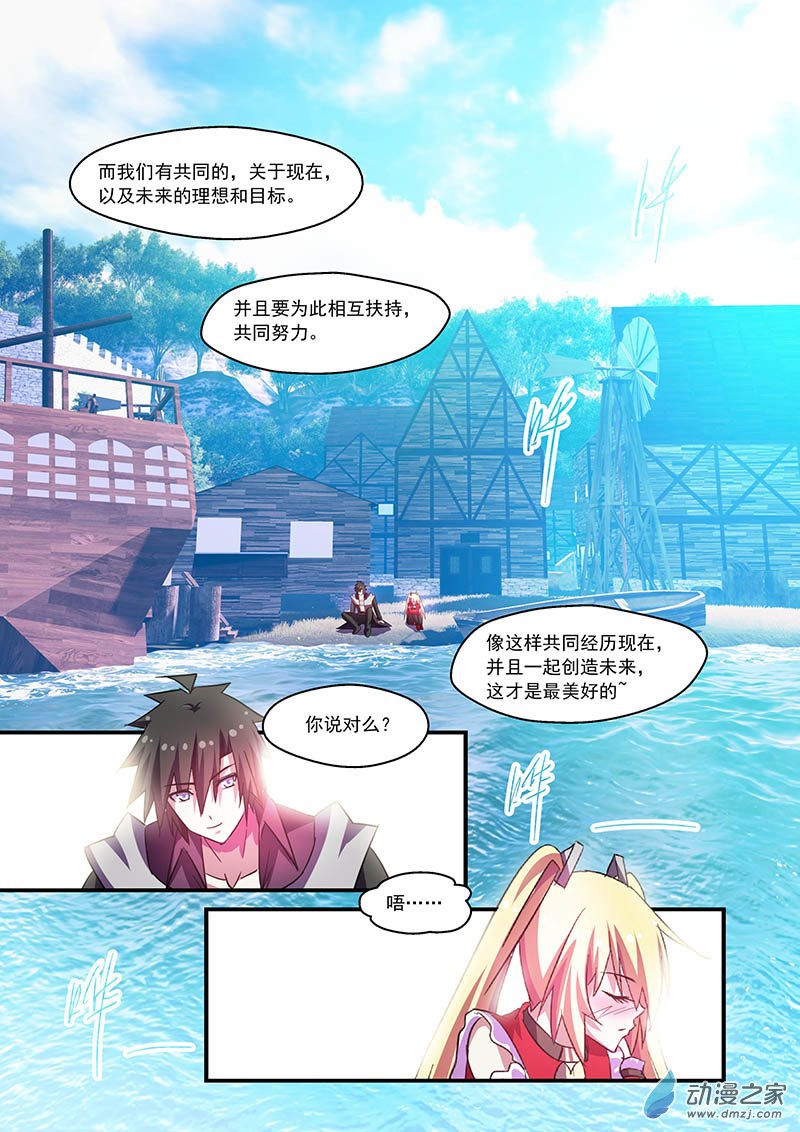 而我们有共同的，关于现在，
以及未来的理想和目标。
哗
并且要为此相互扶持，
共同努力。
哗
像这样共同经历现在，
并且一起创造未来，
这才是最美好的~
你说对么？
哗——
唔……
哗——
动漫之家
www.dmzj.com